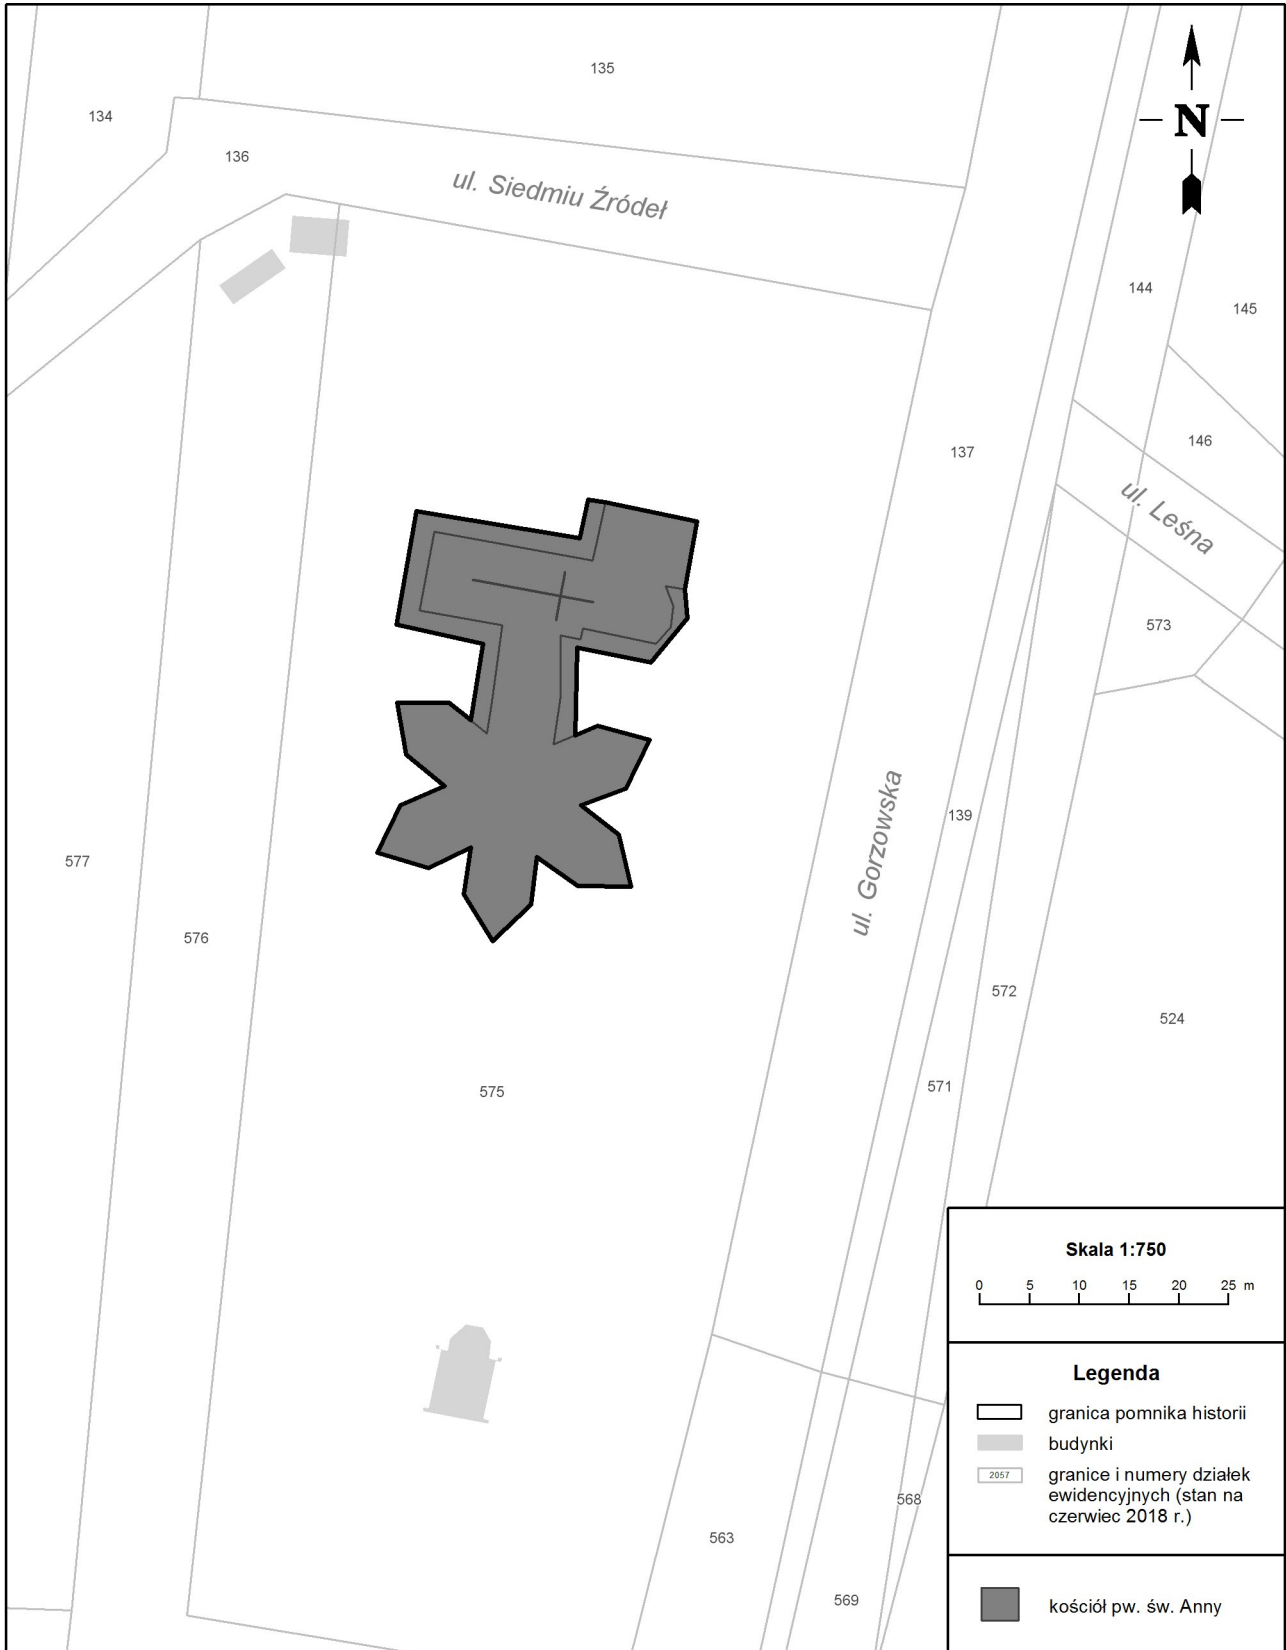 135
134
N
136
ul. Siedmiu Źródeł
144
145
146
137
ul. Leśna
573
139
ul. Gorzowska
577
576
572
524
571
575
Skala 1:750
0 5 10 15 20 25 m
Legenda
granica pomnika historii
budynki
2057
granice i numery działek
ewidencyjnych (stan na
czerwiec 2018 r.)
568
563
569
kościół pw. św. Anny